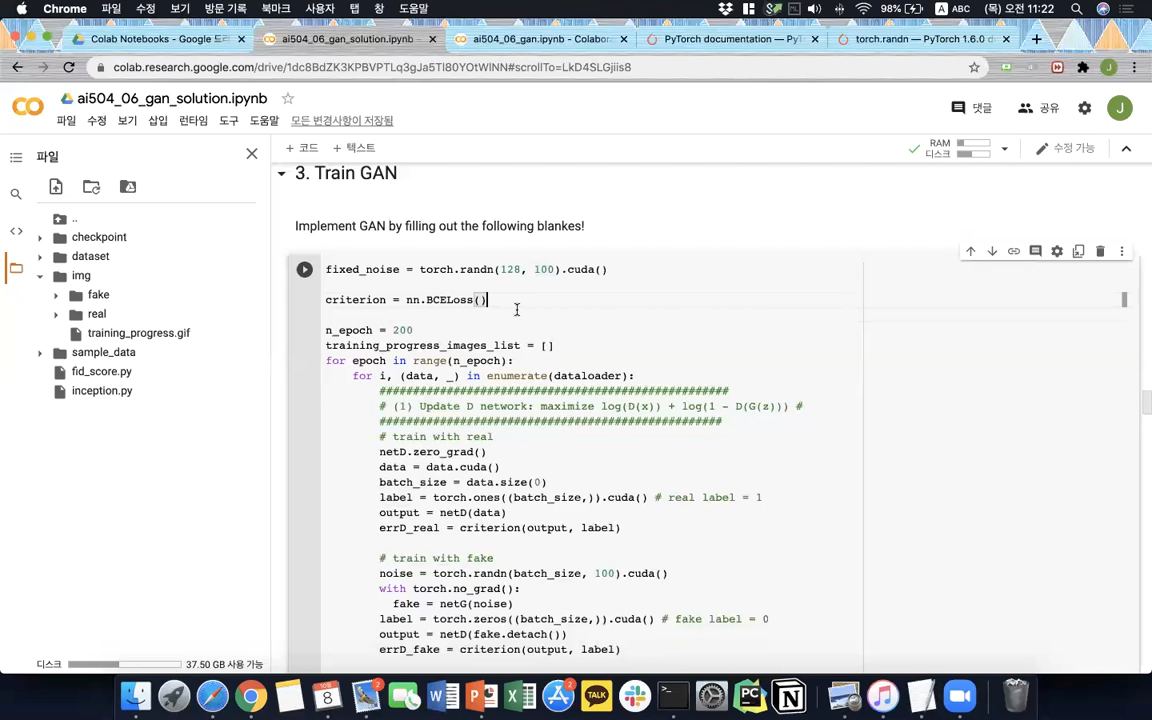 Chrome 파일 수정 보기 방문 기록 북마크 사용자 탭 창 도움말 98% A ABC (목) 오전 11:22
Colab Notebooks - Google 드라
ai504_06_gan_solution.ipynb
ai504_06_gan.ipynb - Colabor
PyTorch documentation — PyT
torch.randn — PyTorch 1.6.0 d
colab.research.google.com/drive/1dc8BdZK3RPBVPTLq3gJa5Tl80YOtWlNN#scrollTo=LkD4SLGjiis8
J
ai504_06_gan_solution.ipynb
댓글 공유 J
파일 수정 보기 삽입 런타임 도구 도움말 모든 변경사항이 저장됨
파일
+ 코드 + 텍스트
RAM
디스크
수정 가능
..
checkpoint
dataset
img
fake
real
training_progress.gif
sample_data
fid_score.py
inception.py
디스크 37.50 GB 사용 가능
3. Train GAN
Implement GAN by filling out the following blankes!
fixed_noise = torch.randn(128, 100).cuda()
criterion = nn.BCELoss()
n_epoch = 200
training_progress_images_list = []
for epoch in range(n_epoch):
for i, (data, _) in enumerate(dataloader):
####################################################
# (1) Update D network: maximize log(D(x)) + log(1 - D(G(z))) #
###################################################
# train with real
netD.zero_grad()
data = data.cuda()
batch_size = data.size(0)
label = torch.ones((batch_size,)).cuda() # real label = 1
output = netD(data)
errD_real = criterion(output, label)
# train with fake
noise = torch.randn(batch_size, 100).cuda()
with torch.no_grad():
fake = netG(noise)
label = torch.zeros((batch_size,)).cuda() # fake label = 0
output = netD(fake.detach())
errD_fake = criterion(output, label)
8
TALK
PC